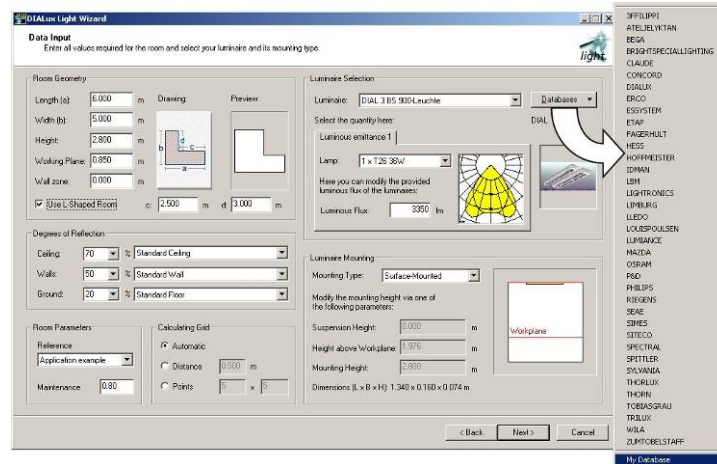 DIALux Light Wizard
Data Input
Enter all values required for the room and select your luminaire and its mounting type.
light
Room Geometry
Length (a): 6.000 m Drawing: Preview:
Width (b): 5.000 m
Height: 2.800 m
Working Plane: 0.850 m
Wall zone: 0.000 m
b d c
a
Use L-Shaped Room c: 2.500 m d: 3.000 m
Degrees of Reflection
Ceiling: 70 % Standard Ceiling
Walls: 50 % Standard Wall
Ground: 20 % Standard Floor
Room Parameters
Reference
Application example
Maintenance 0.80
Calculating Grid
Automatic
Distance 0.500 m
Points 5 x 5
Luminaire Selection
Luminaire: DIAL 3 BS 900-Leuchte Databases
Select the quantity here: DIAL
Luminous emittance 1
Lamp: 1 x T26 36W
Here you can modify the provided
luminous flux of the luminaires:
Luminous Flux: 3350 lm
Luminaire Mounting
Mounting Type: Surface-Mounted
Modify the mounting height via one of
the following parameters:
Suspension Height: 0.000 m
Height above Workplane: 1.976 m
Mounting Height: 2.800 m
Dimensions (L x B x H): 1.340 x 0.160 x 0.074 m
Workplane
< Back Next > Cancel
3FFILIPPI
ATELJELYKTAN
BEGA
BRIGHTSPECIALLIGHTING
CLAUDE
CONCORD
DIALUX
ERCO
ESSYSTEM
ETAP
FAGERHULT
HESS
HOFFMEISTER
IDMAN
LBM
LIGHTRONICS
LIMBURG
LLEDO
LOUISPOULSEN
LUMIANCE
MAZDA
OSRAM
P&D
PHILIPS
RIEGENS
SEAE
SIMES
SITECO
SPECTRAL
SPITTLER
SYLVANIA
THORLUX
THORN
TOBIASGRAU
TRILUX
WILA
ZUMTOBELSTAFF
My Database